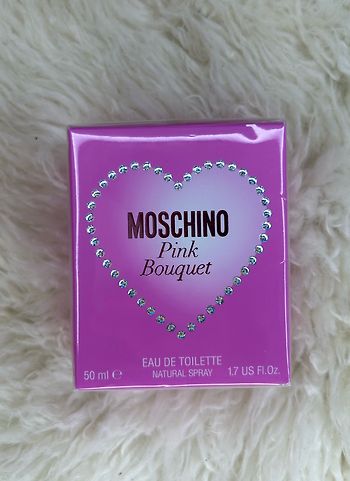 MOSCHINO
Pink
Bouquet
EAU DE TOILETTE
50 ml ℮ NATURAL SPRAY 1.7 US Fl.Oz.